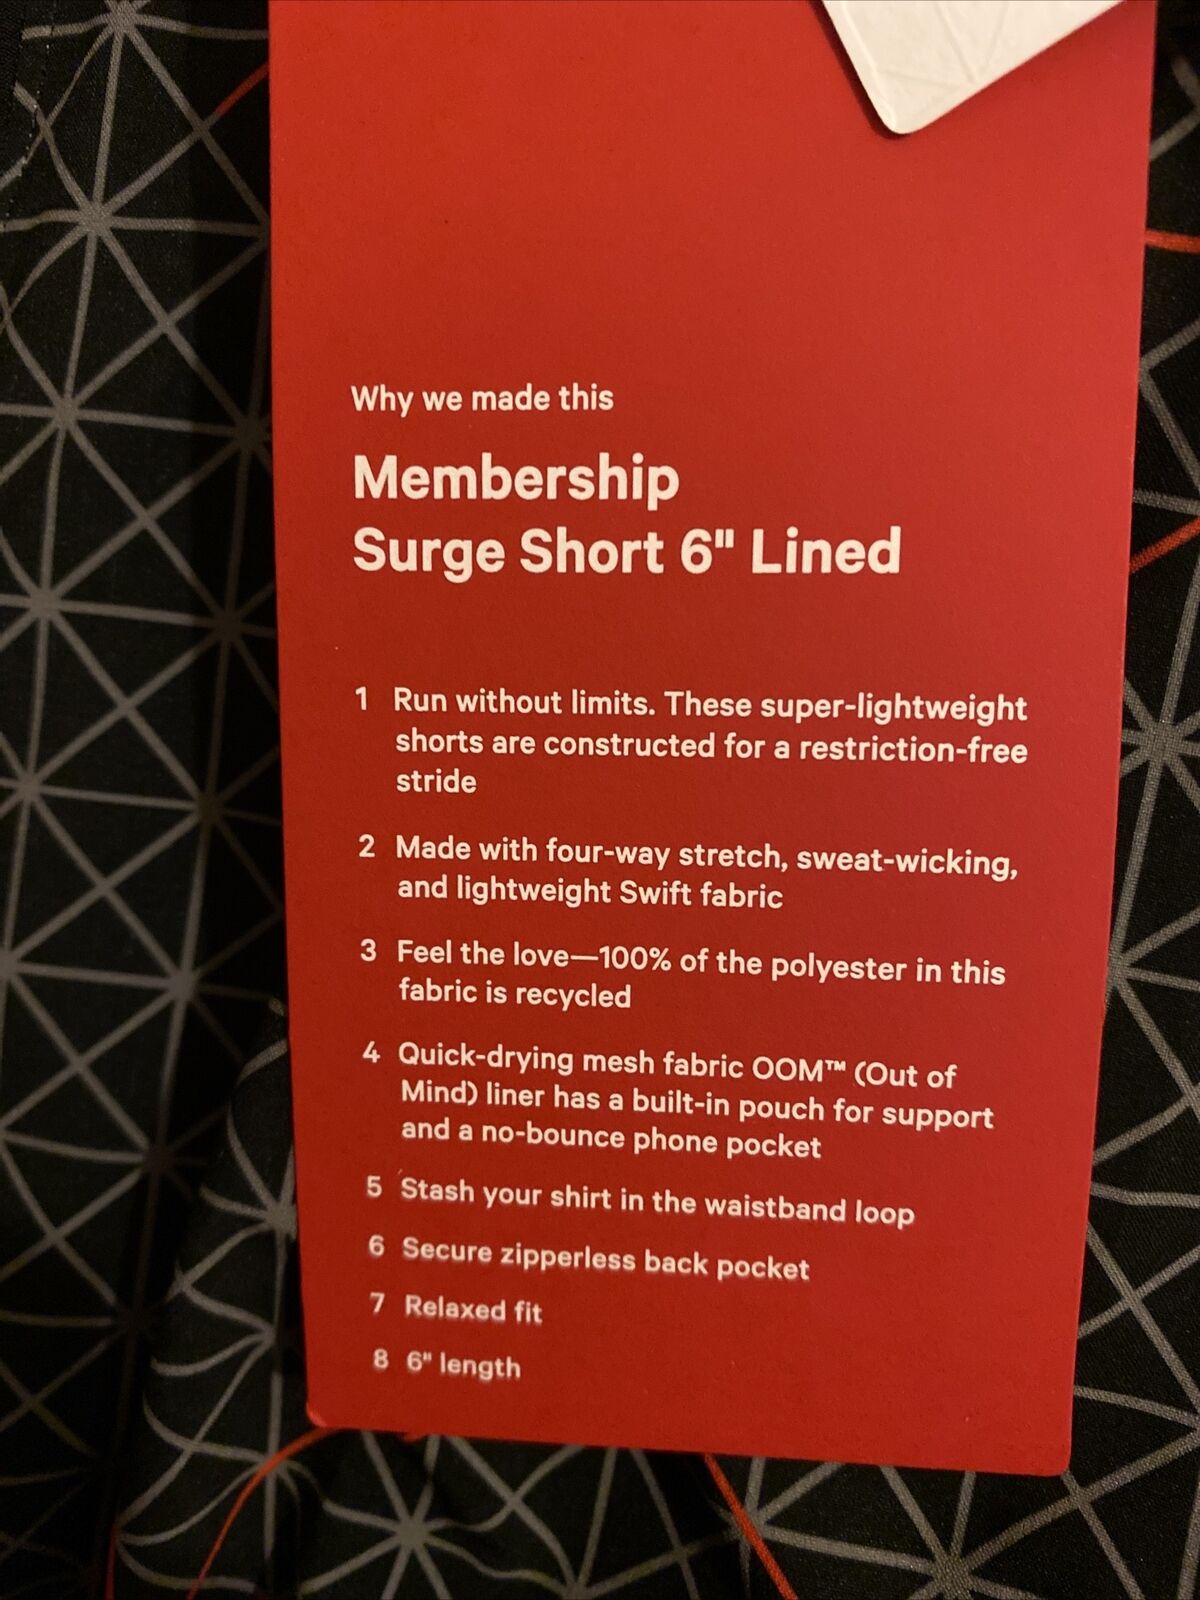 Why we made this
Membership
Surge Short 6" Lined
1 Run without limits. These super-lightweight
shorts are constructed for a restriction-free
stride
2 Made with four-way stretch, sweat-wicking,
and lightweight Swift fabric
3 Feel the love—100% of the polyester in this
fabric is recycled
4 Quick-drying mesh fabric OOM™ (Out of
Mind) liner has a built-in pouch for support
and a no-bounce phone pocket
5 Stash your shirt in the waistband loop
6 Secure zipperless back pocket
7 Relaxed fit
8 6" length